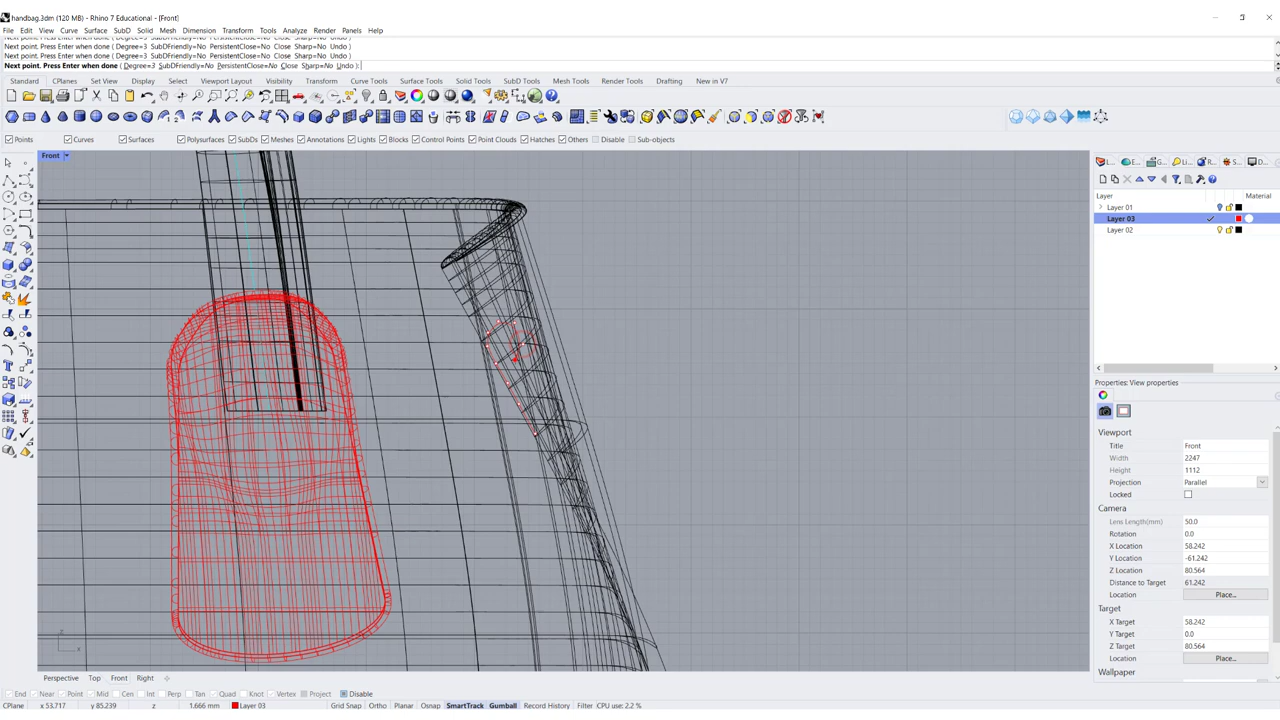 handbag.3dm (120 MB) - Rhino 7 Educational - [Front]
File Edit View Curve Surface SubD Solid Mesh Dimension Transform Tools Analyze Render Panels Help
Next point. Press Enter when done ( Degree=3 SubDFriendly=No PersistentClose=No Close Sharp=No Undo )
Next point. Press Enter when done ( Degree=3 SubDFriendly=No PersistentClose=No Close Sharp=No Undo )
Next point. Press Enter when done ( Degree=3 SubDFriendly=No PersistentClose=No Close Sharp=No Undo ):
Standard CPlanes Set View Display Select Viewport Layout Visibility Transform Curve Tools Surface Tools Solid Tools SubD Tools Mesh Tools Render Tools Drafting New in V7
Points Curves Surfaces Polysurfaces SubDs Meshes Annotations Lights Blocks Control Points Point Clouds Hatches Others Disable Sub-objects
Front
Layer Material
Layer 01
Layer 03
Layer 02
Properties: View properties
Viewport
Title Front
Width 2247
Height 1112
Projection Parallel
Locked
Camera
Lens Length(mm) 50.0
Rotation 0.0
X Location 58.242
Y Location -61.242
Z Location 80.564
Distance to Target 61.242
Location Place...
Target
X Target 58.242
Y Target 0.0
Z Target 80.564
Location Place...
Wallpaper
z
x
Perspective Top Front Right
End Near Point Mid Cen Int Perp Tan Quad Knot Vertex Project Disable
CPlane x 53.717 y 85.239 z 1.666 mm Layer 03 Grid Snap Ortho Planar Osnap SmartTrack Gumball Record History Filter CPU use: 2.2 %